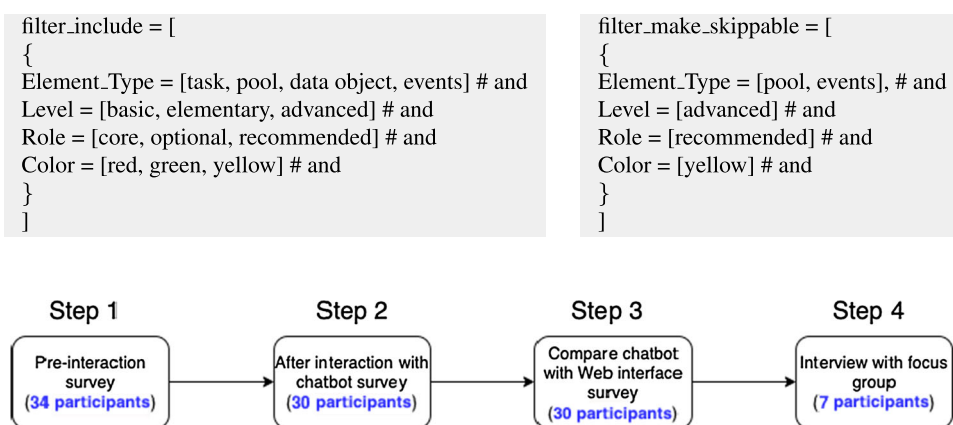 filter_include = [
{
Element_Type = [task, pool, data object, events] # and
Level = [basic, elementary, advanced] # and
Role = [core, optional, recommended] # and
Color = [red, green, yellow] # and
}
]
filter_make_skippable = [
{
Element_Type = [pool, events], # and
Level = [advanced] # and
Role = [recommended] # and
Color = [yellow] # and
}
]
Step 1
Pre-interaction
survey
(34 participants)
Step 2
After interaction with
chatbot survey
(30 participants)
Step 3
Compare chatbot
with Web interface
survey
(30 participants)
Step 4
Interview with focus
group
(7 participants)